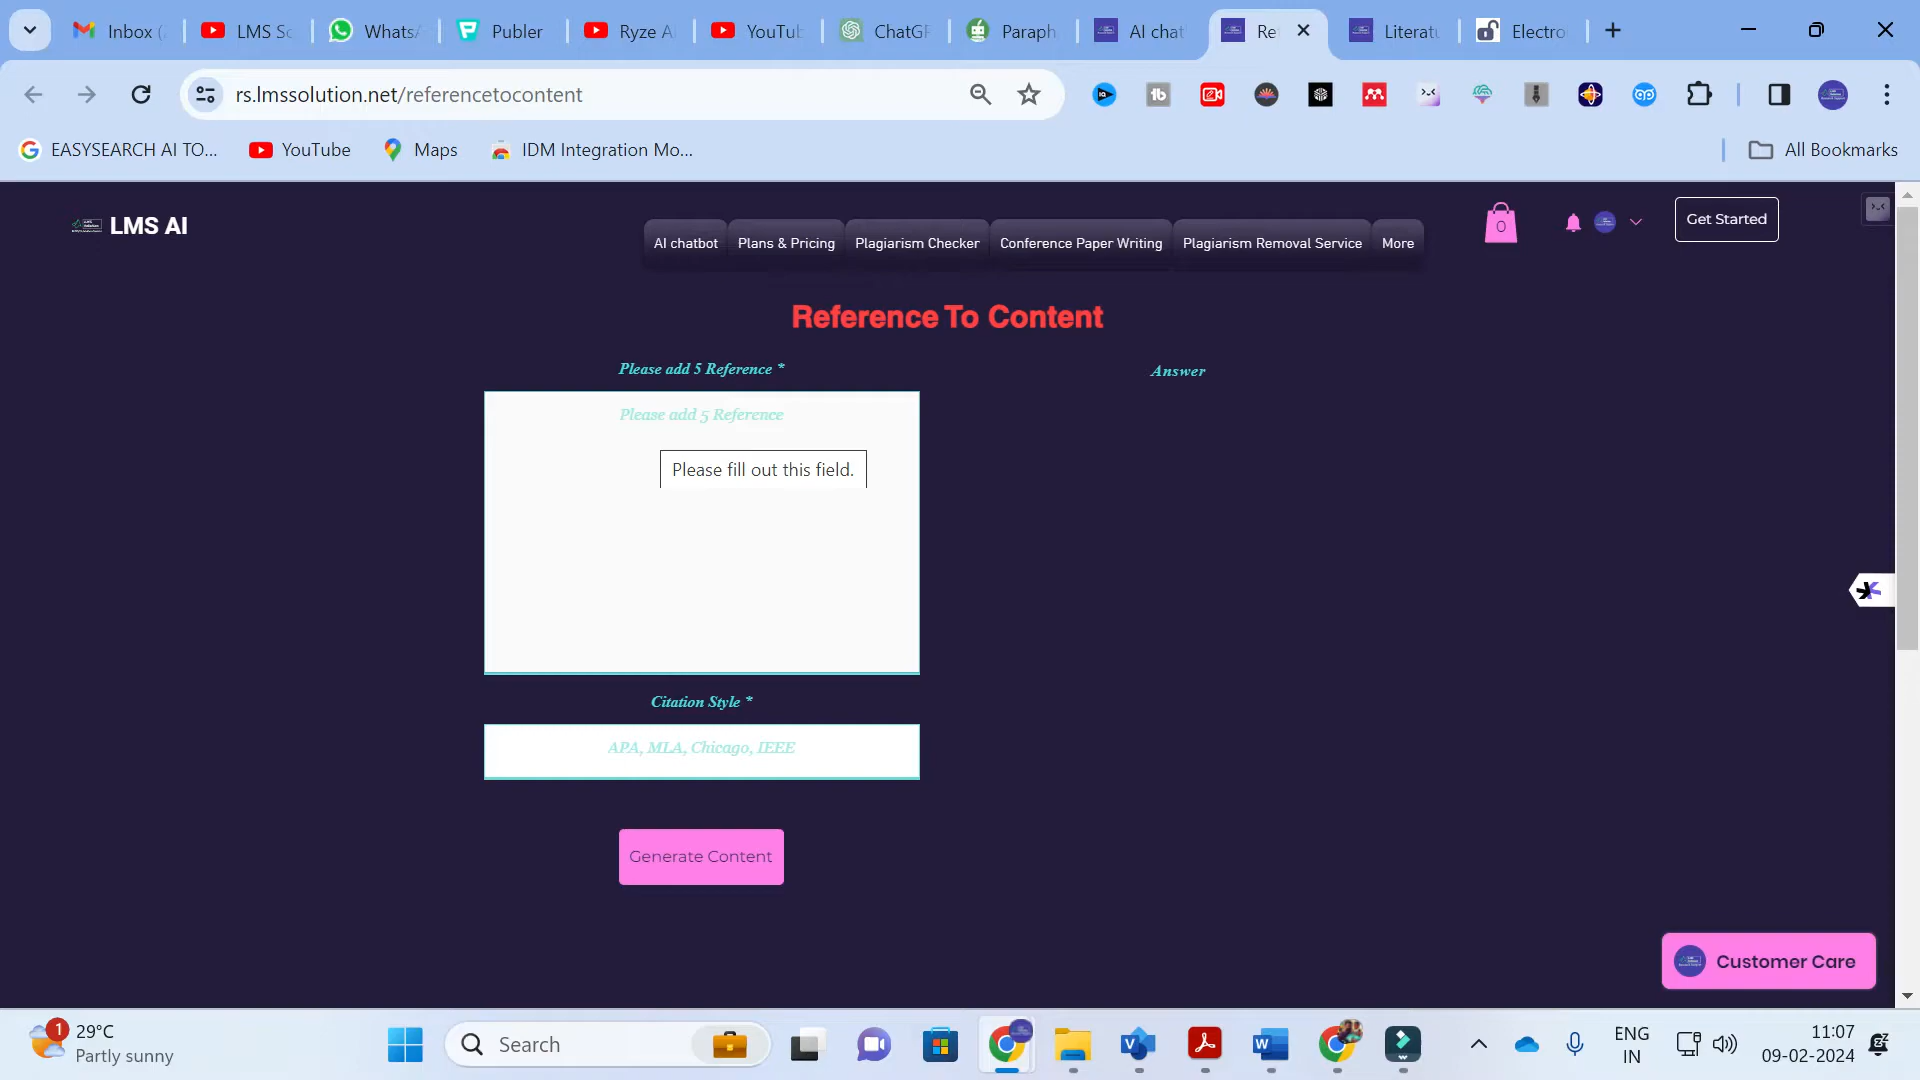 Inbox (
LMS So
WhatsA
Publer
Ryze A
YouTub
ChatGP
Paraph
AI chat
Re
Literatu
Electro
rs.lmssolution.net/referencetocontent
EASYSEARCH AI TO...
YouTube
Maps
IDM Integration Mo...
All Bookmarks
LMS AI
AI chatbot
Plans & Pricing
Plagiarism Checker
Conference Paper Writing
Plagiarism Removal Service
More
0
Get Started
Reference To Content
Please add 5 Reference *
Answer
Please add 5 Reference
Please fill out this field.
Citation Style *
APA, MLA, Chicago, IEEE
Generate Content
Customer Care
1
29°C
Partly sunny
Search
ENG
IN
11:07
09-02-2024